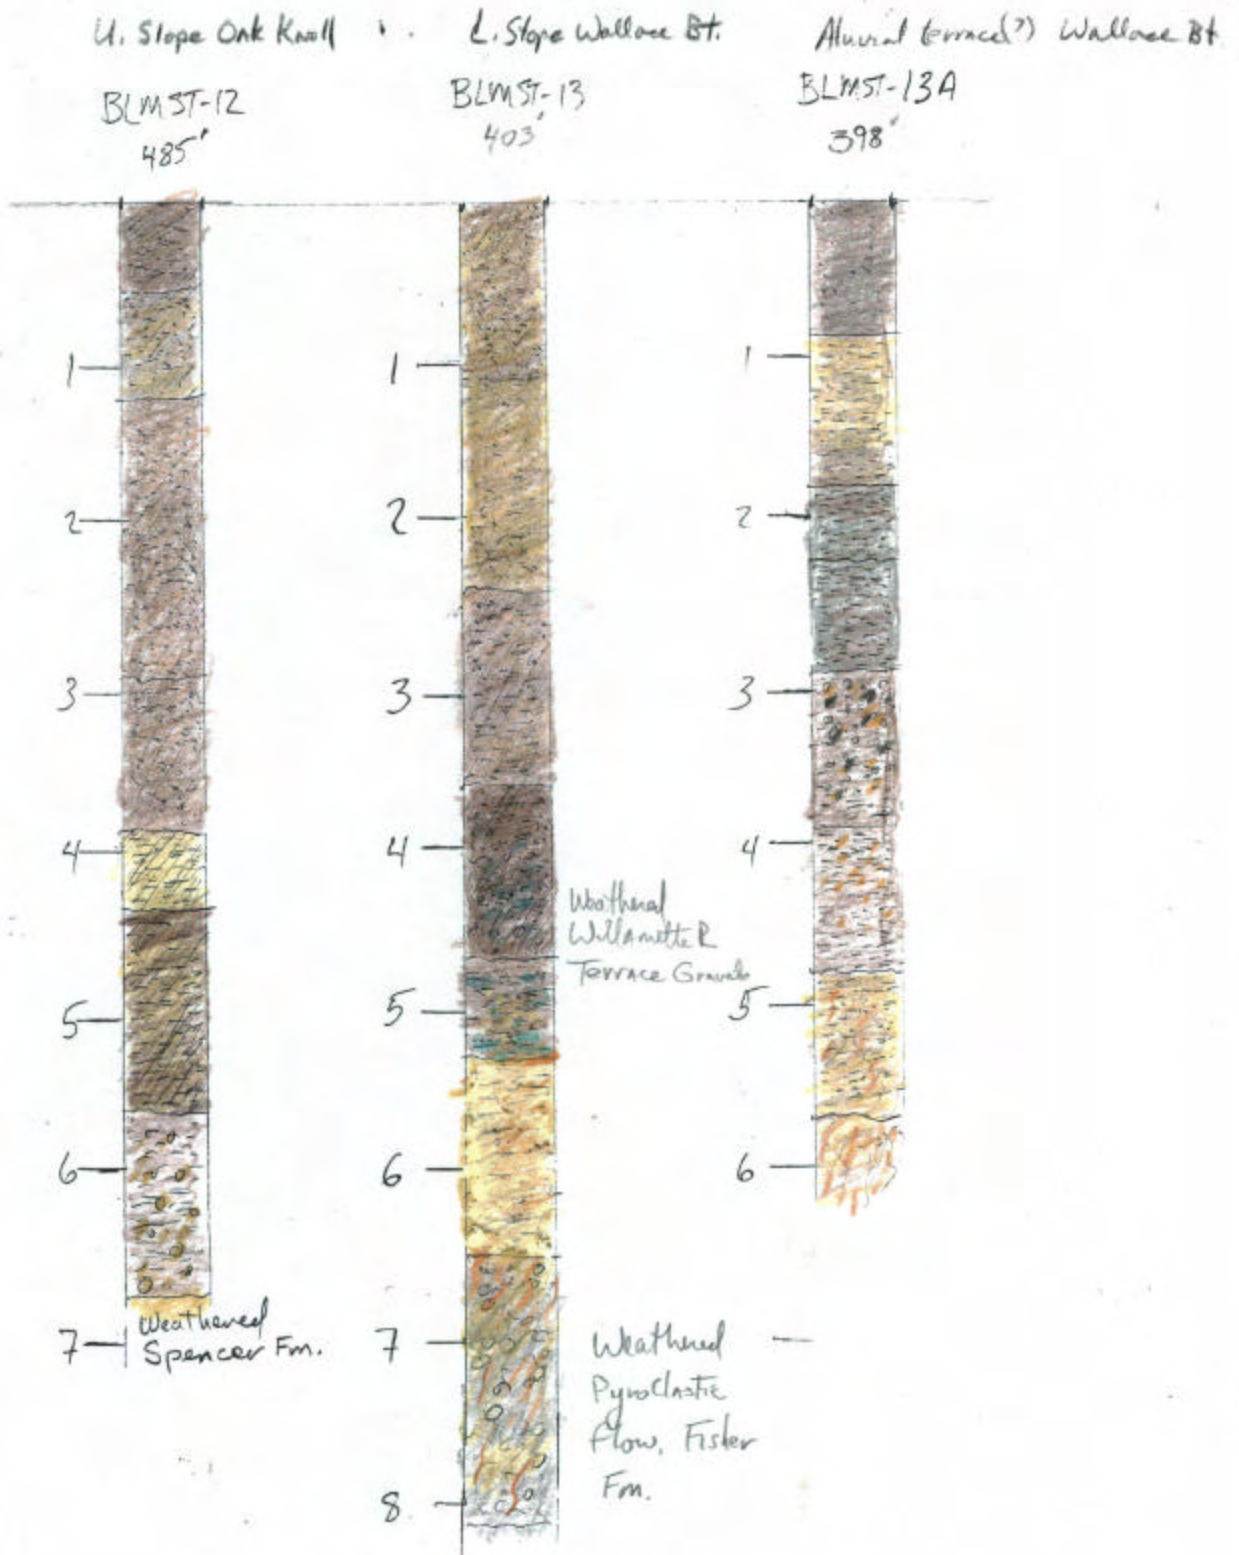 U. Slope Oak Knoll
L. Slope Wallace Bt.
Aluvial terrace(?) Wallace Bt
BLMST-12
BLMST-13
BLMST-13A
485'
403'
398'
1
2
3
4
5
6
7
Weathered
Spencer Fm.
1
2
3
4
5
6
7
8
Weathered
Willamette R
Terrace Gravels
Weathered
Pyroclastic
flow, Fisher
Fm.
1
2
3
4
5
6